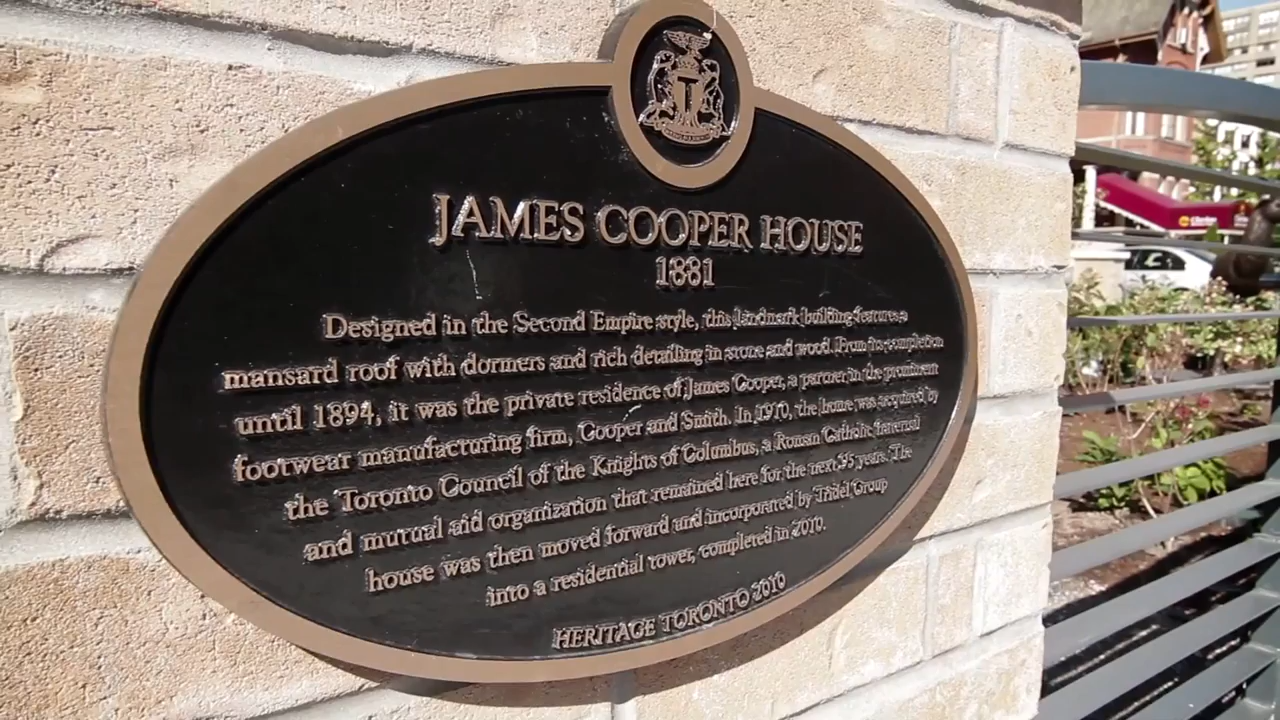 JAMES COOPER HOUSE
1881
Designed in the Second Empire style, this landmark building features a
mansard roof with dormers and rich detailing in stone and wood. From its completion
until 1894, it was the private residence of James Cooper, a partner in the prominent
footwear manufacturing firm, Cooper and Smith. In 1910, the home was acquired by
the Toronto Council of the Knights of Columbus, a Roman Catholic fraternal
and mutual aid organization that remained here for the next 95 years. The
house was then moved forward and incorporated by Tridel Group
into a residential tower, completed in 2010.
HERITAGE TORONTO 2010